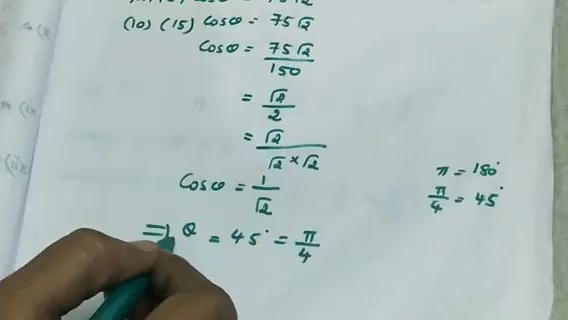 (10) (15) cosθ = 75√2
cosθ = 75√2/150
= √2/2
= √2/√2×√2
cosθ = 1/√2
⇒ θ = 45° = π/4
π = 180°
π/4 = 45°